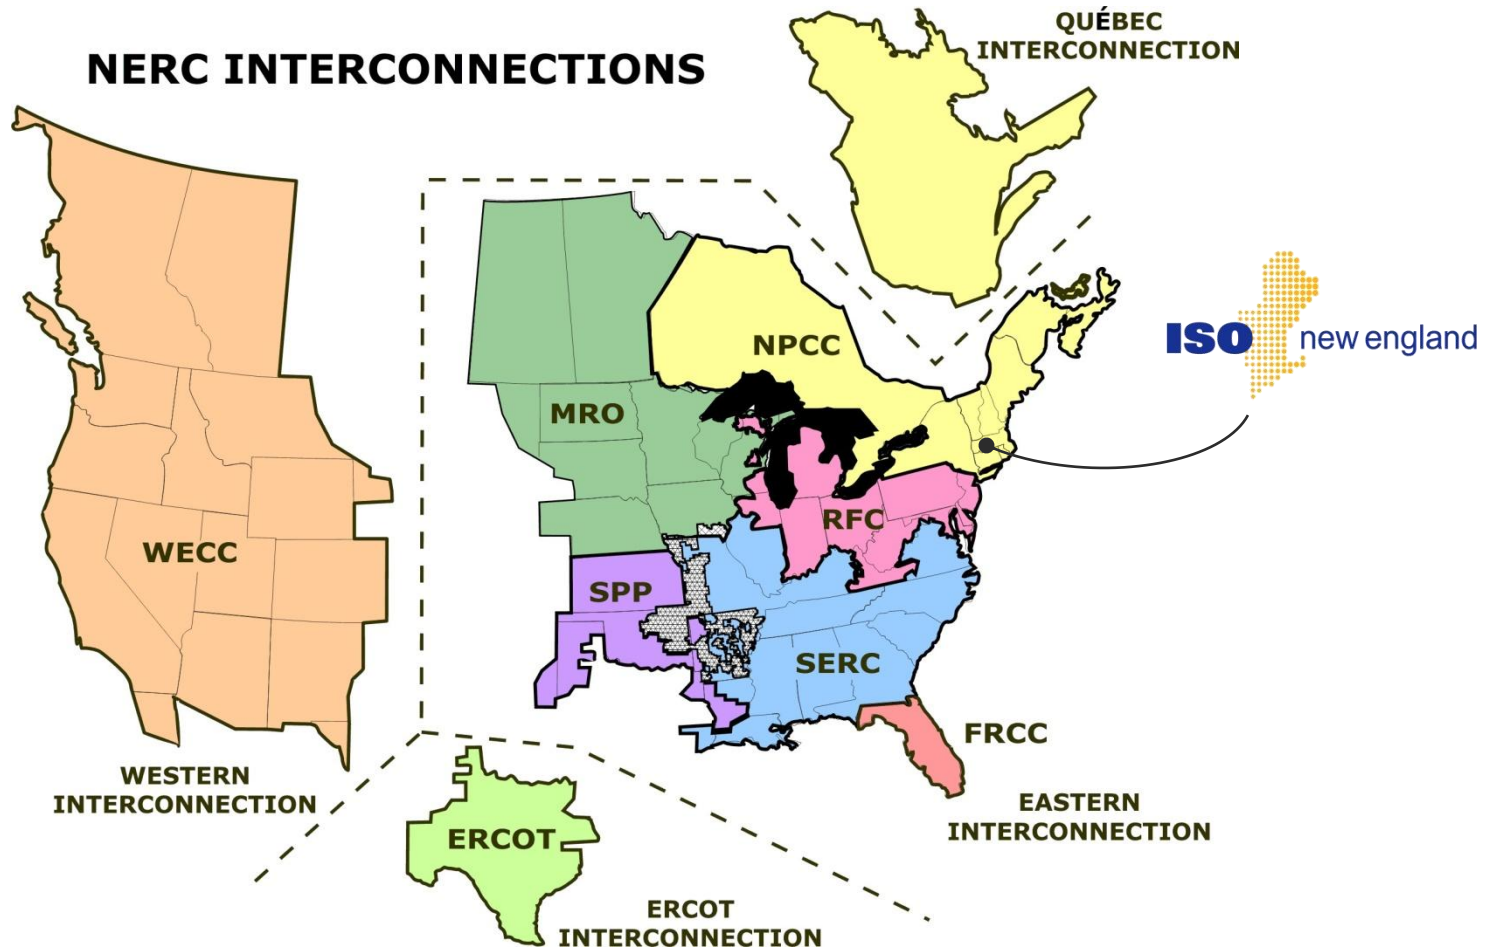 NERC INTERCONNECTIONS
QUÉBEC
INTERCONNECTION
NPCC
ISO new england
MRO
RFC
WECC
SPP
SERC
FRCC
WESTERN
INTERCONNECTION
EASTERN
INTERCONNECTION
ERCOT
ERCOT
INTERCONNECTION